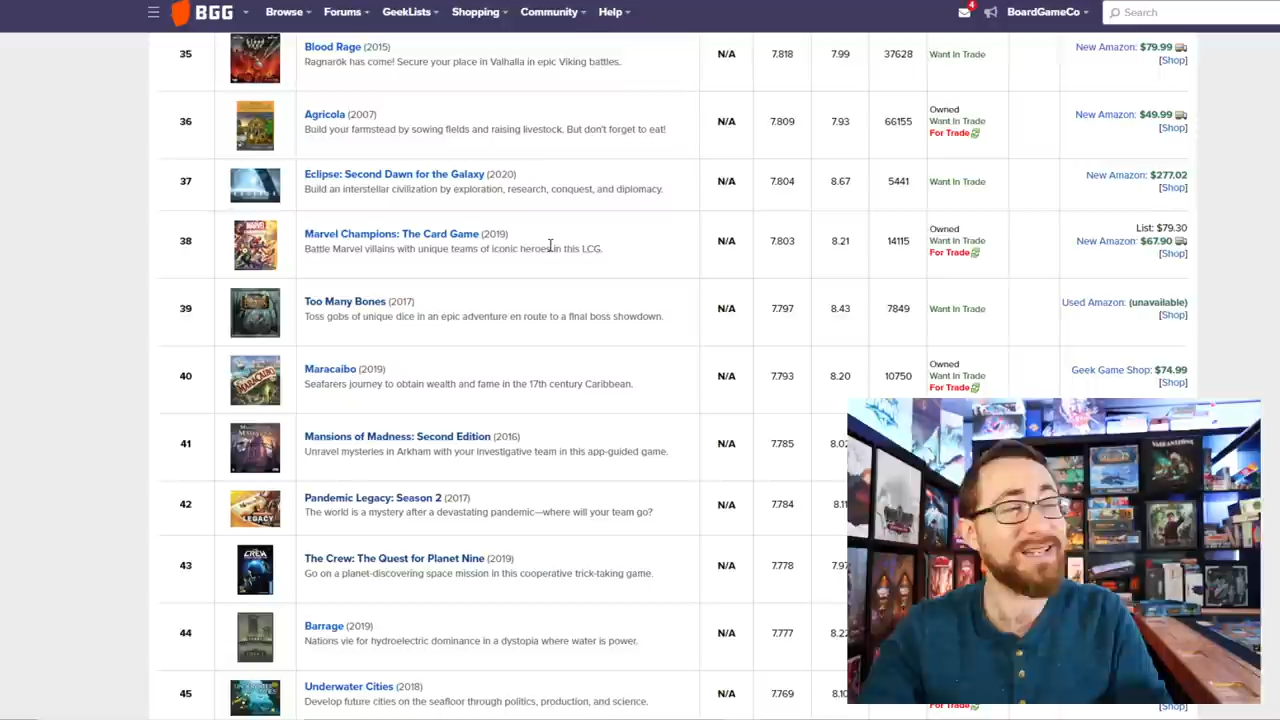 BGG Browse Forums GeekLists Shopping Community Help 4 BoardGameCo Search
35 Blood Rage (2015) N/A 7.818 7.99 37628 Want In Trade New Amazon: $79.99
Ragnarök has come! Secure your place in Valhalla in epic Viking battles. [Shop]
Owned
36 Agricola (2007) N/A 7.809 7.93 66155 Want In Trade New Amazon: $49.99
Build your farmstead by sowing fields and raising livestock. But don't forget to eat! For Trade [Shop]
37 Eclipse: Second Dawn for the Galaxy (2020) N/A 7.804 8.67 5441 Want In Trade New Amazon: $277.02
Build an interstellar civilization by exploration, research, conquest, and diplomacy. [Shop]
Owned List: $79.30
38 Marvel Champions: The Card Game (2019) N/A 7.803 8.21 14115 Want In Trade New Amazon: $67.90
Battle Marvel villains with unique teams of iconic heroes in this LCG. For Trade [Shop]
39 Too Many Bones (2017) N/A 7.797 8.43 7849 Want In Trade Used Amazon: (unavailable)
Toss gobs of unique dice in an epic adventure en route to a final boss showdown. [Shop]
Owned
40 Maracaibo (2019) N/A 7.793 8.20 10750 Want In Trade Geek Game Shop: $74.99
Seafarers journey to obtain wealth and fame in the 17th century Caribbean. For Trade [Shop]
41 Mansions of Madness: Second Edition (2016) N/A 7.785 8.02
Unravel mysteries in Arkham with your investigative team in this app-guided game.
42 Pandemic Legacy: Season 2 (2017) N/A 7.784 8.11
The world is a mystery after a devastating pandemic—where will your team go?
43 The Crew: The Quest for Planet Nine (2019) N/A 7.778 7.97
Go on a planet-discovering space mission in this cooperative trick-taking game.
44 Barrage (2019) N/A 7.777 8.22
Nations vie for hydroelectric dominance in a dystopia where water is power.
45 Underwater Cities (2018) N/A 7.769 8.10
Develop future cities on the seafloor through politics, production, and science. For Trade [Shop]